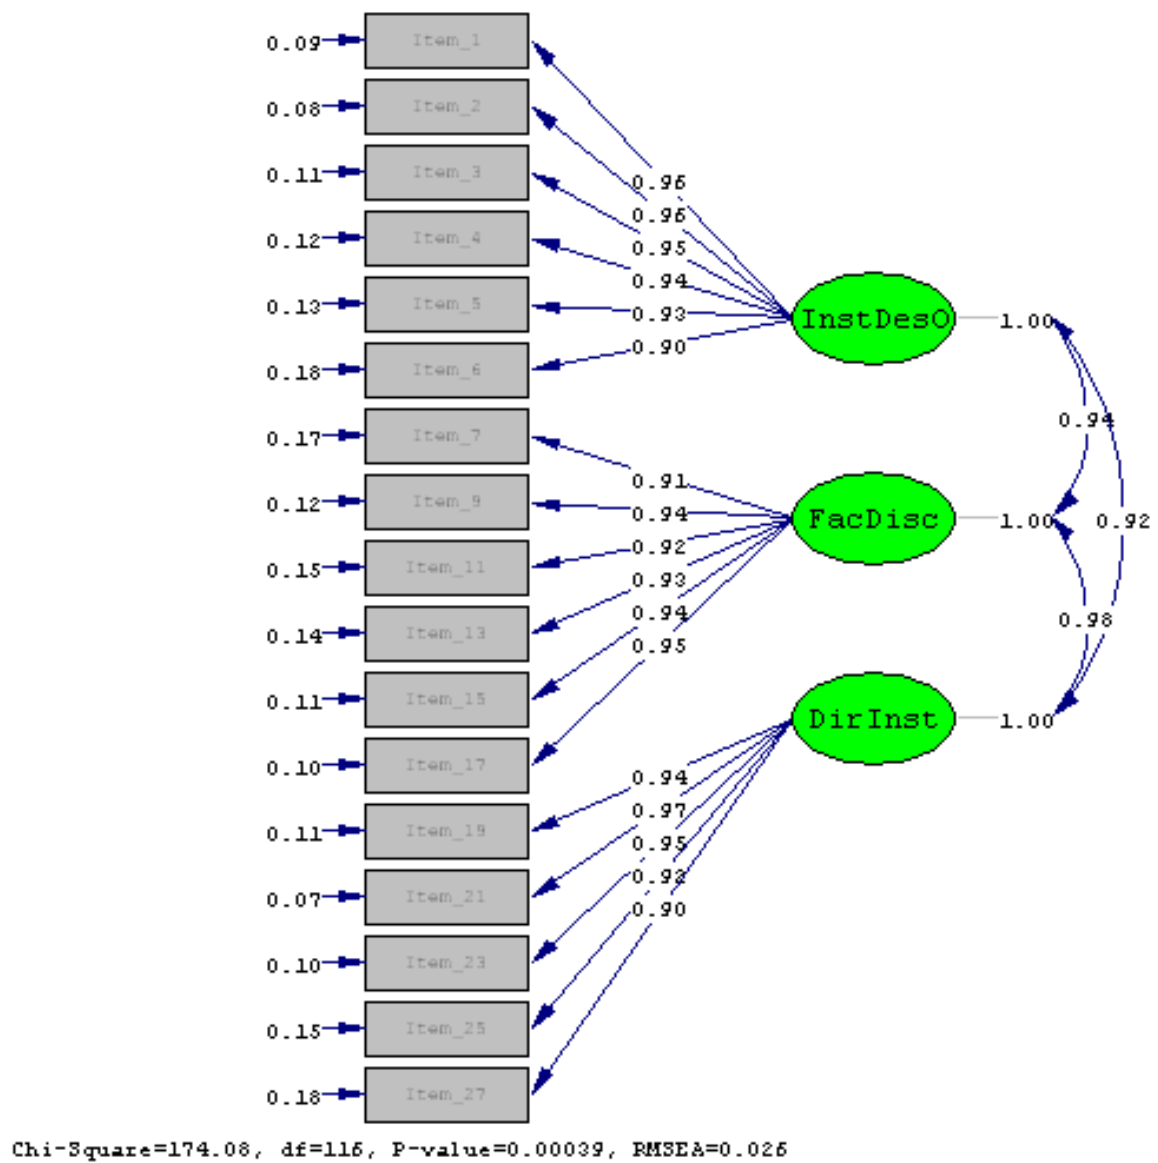 0.09 Item_1
0.08 Item_2
0.11 Item_3
0.12 Item_4
0.13 Item_5
0.18 Item_6
0.17 Item_7
0.12 Item_9
0.15 Item_11
0.14 Item_13
0.11 Item_15
0.10 Item_17
0.11 Item_19
0.07 Item_21
0.10 Item_23
0.15 Item_25
0.18 Item_27
0.96
0.96
0.95
0.94
0.93
0.90
0.91
0.94
0.92
0.93
0.94
0.95
0.94
0.97
0.95
0.92
0.90
InstDesO 1.00
FacDisc 1.00
DirInst 1.00
0.94
0.92
0.98
Chi-Square=174.08, df=116, P-value=0.00039, RMSEA=0.026